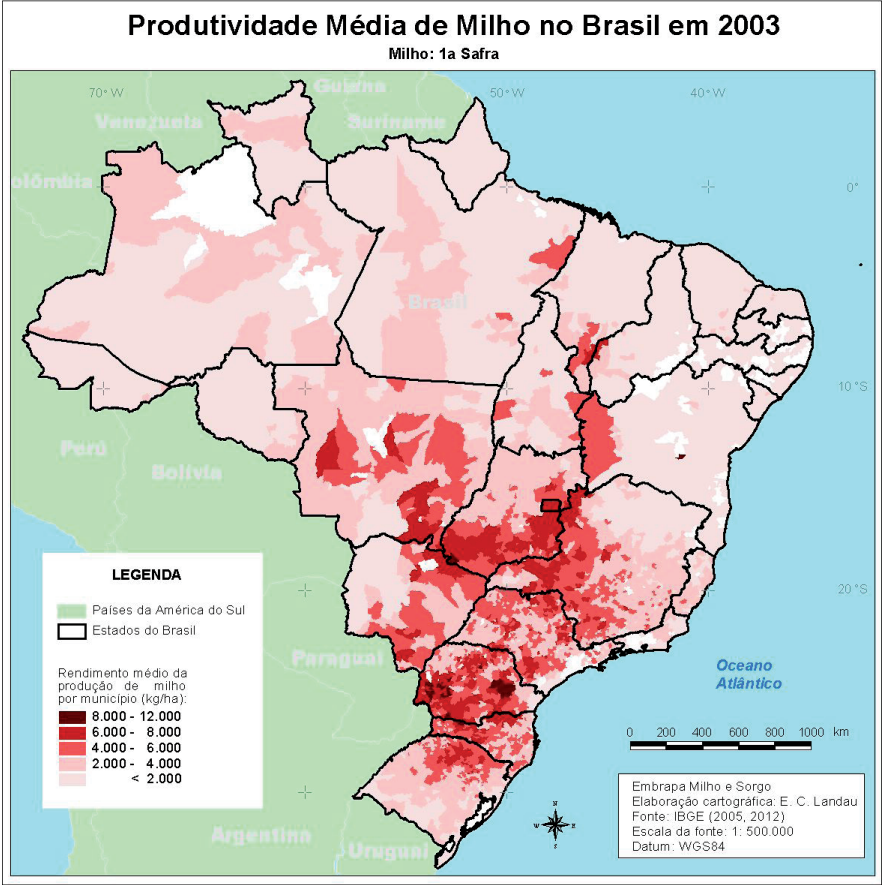 Produtividade Média de Milho no Brasil em 2003
Milho: 1a Safra
70° W
50° W
40° W
Guiana
Venezuela
Suriname
olômbia
0°
Brasil
10°S
Perú
Bolívia
LEGENDA
Países da América do Sul
Estados do Brasil
20°S
Rendimento médio da
produção de milho
por município (kg/ha):
8.000 - 12.000
6.000 - 8.000
4.000 - 6.000
2.000 - 4.000
< 2.000
Paraguai
Oceano
Atlântico
0 200 400 600 800 1000 km
Embrapa Milho e Sorgo
Elaboração cartográfica: E. C. Landau
Fonte: IBGE (2005, 2012)
Escala da fonte: 1: 500.000
Datum: WGS84
N
W E
S
Argentina
Uruguai